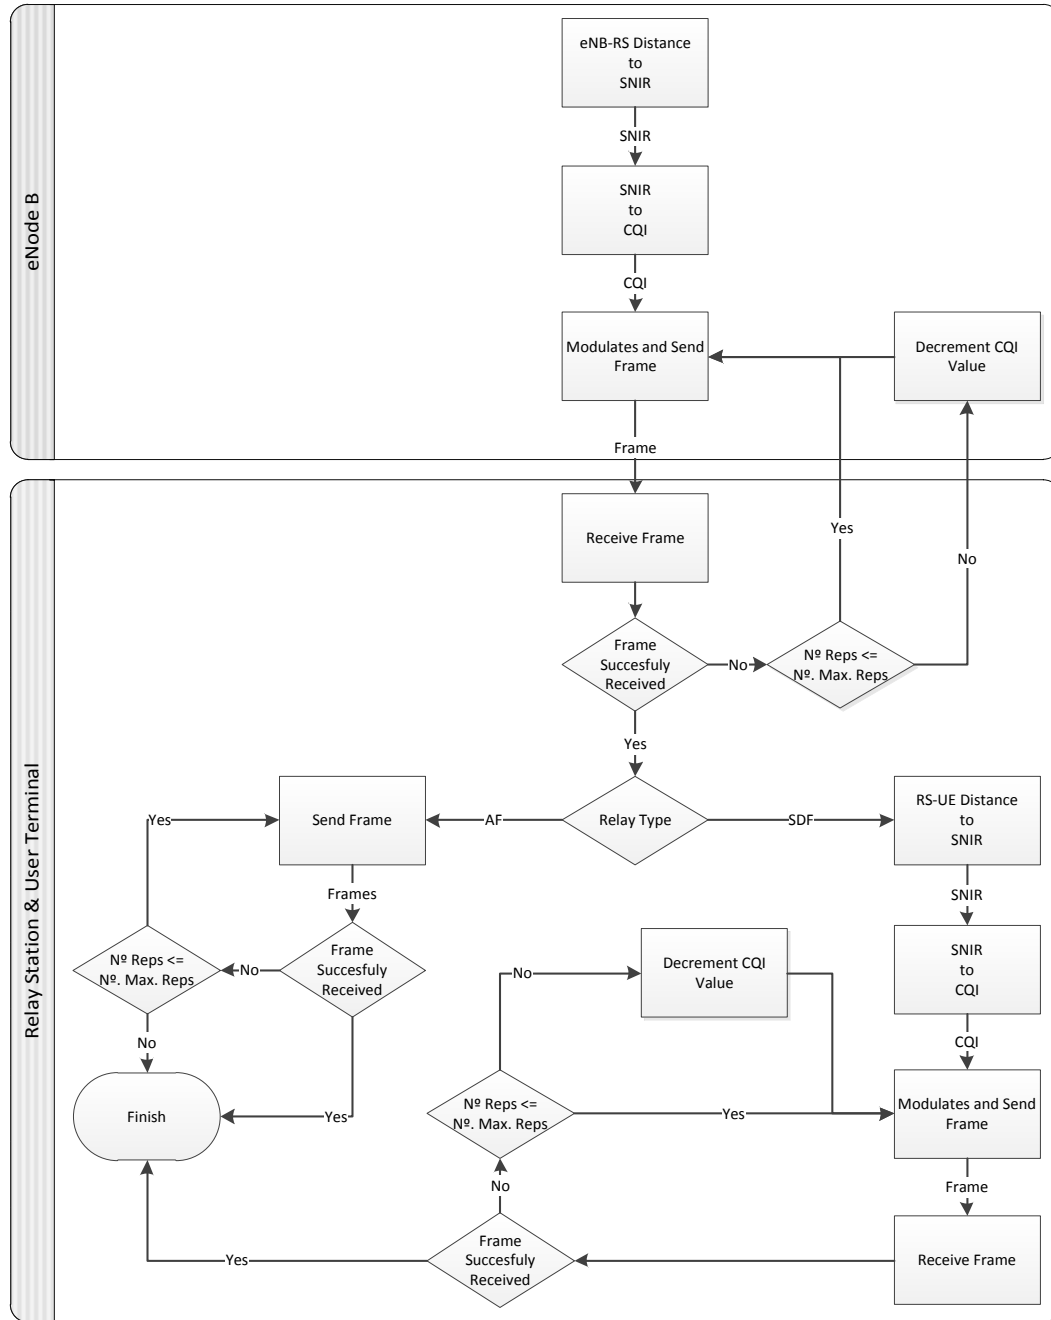 eNode B
eNB-RS Distance
to
SNIR
SNIR
SNIR
to
CQI
CQI
Modulates and Send
Frame
Decrement CQI
Value
Frame
Relay Station & User Terminal
Receive Frame
Yes
No
Frame
Succesfuly
Received
No
Nº Reps <=
Nº. Max. Reps
Yes
Yes
Send Frame
AF
Relay Type
SDF
RS-UE Distance
to
SNIR
Frames
SNIR
Nº Reps <=
Nº. Max. Reps
No
Frame
Succesfuly
Received
No
Decrement CQI
Value
SNIR
to
CQI
No
CQI
Finish
Yes
Nº Reps <=
Nº. Max. Reps
Yes
Modulates and Send
Frame
No
Frame
Yes
Frame
Succesfuly
Received
Receive Frame